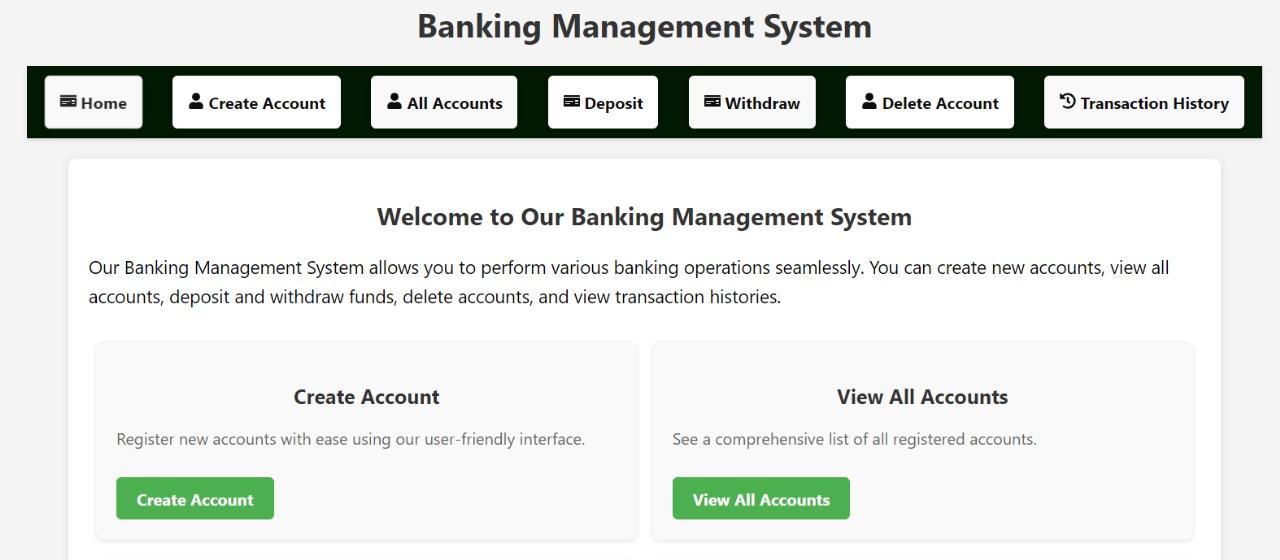 Banking Management System
Home Create Account All Accounts Deposit Withdraw Delete Account Transaction History
Welcome to Our Banking Management System
Our Banking Management System allows you to perform various banking operations seamlessly. You can create new accounts, view all
accounts, deposit and withdraw funds, delete accounts, and view transaction histories.
Create Account
Register new accounts with ease using our user-friendly interface.
Create Account
View All Accounts
See a comprehensive list of all registered accounts.
View All Accounts